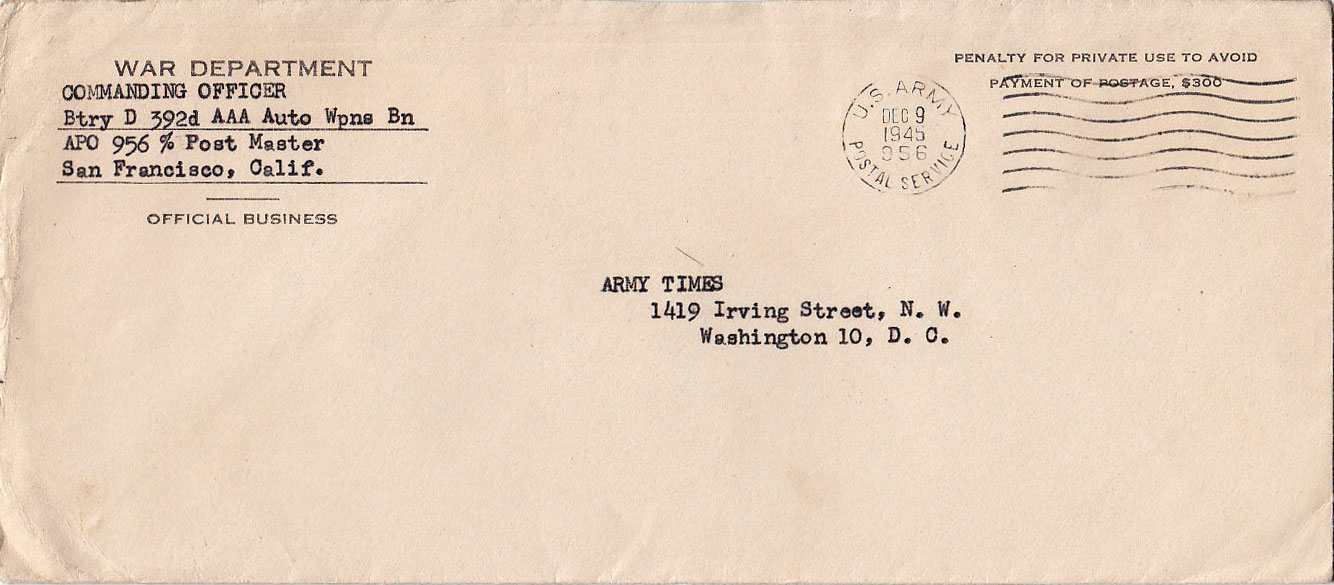 WAR DEPARTMENT
COMMANDING OFFICER
Btry D 392d AAA Auto Wpns Bn
APO 956 % Post Master
San Francisco, Calif.
OFFICIAL BUSINESS
PENALTY FOR PRIVATE USE TO AVOID
PAYMENT OF POSTAGE, $300
U.S. ARMY
DEC 9
1945
956
POSTAL SERVICE
ARMY TIMES
1419 Irving Street, N. W.
Washington 10, D. C.